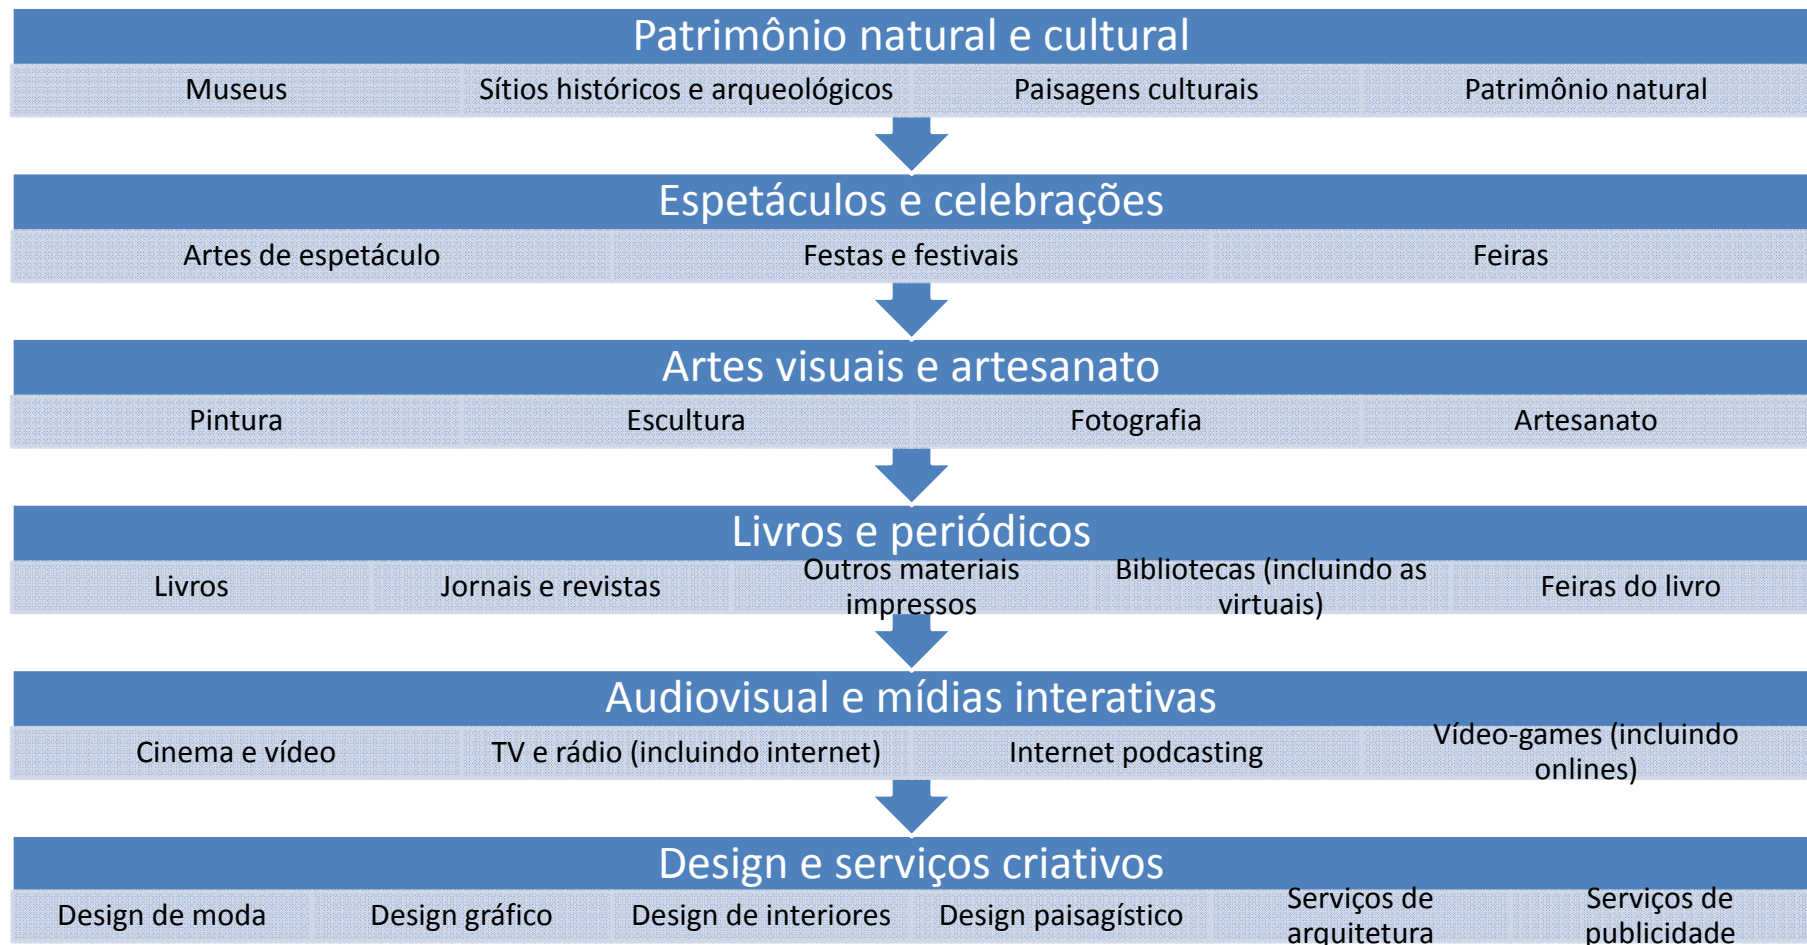 Patrimônio natural e cultural
Museus
Sítios históricos e arqueológicos
Paisagens culturais
Patrimônio natural
Espetáculos e celebrações
Artes de espetáculo
Festas e festivais
Feiras
Artes visuais e artesanato
Pintura
Escultura
Fotografia
Artesanato
Livros e periódicos
Livros
Jornais e revistas
Outros materiais
impressos
Bibliotecas (incluindo as
virtuais)
Feiras do livro
Audiovisual e mídias interativas
Cinema e vídeo
TV e rádio (incluindo internet)
Internet podcasting
Vídeo-games (incluindo
onlines)
Design e serviços criativos
Design de moda
Design gráfico
Design de interiores
Design paisagístico
Serviços de
arquitetura
Serviços de
publicidade